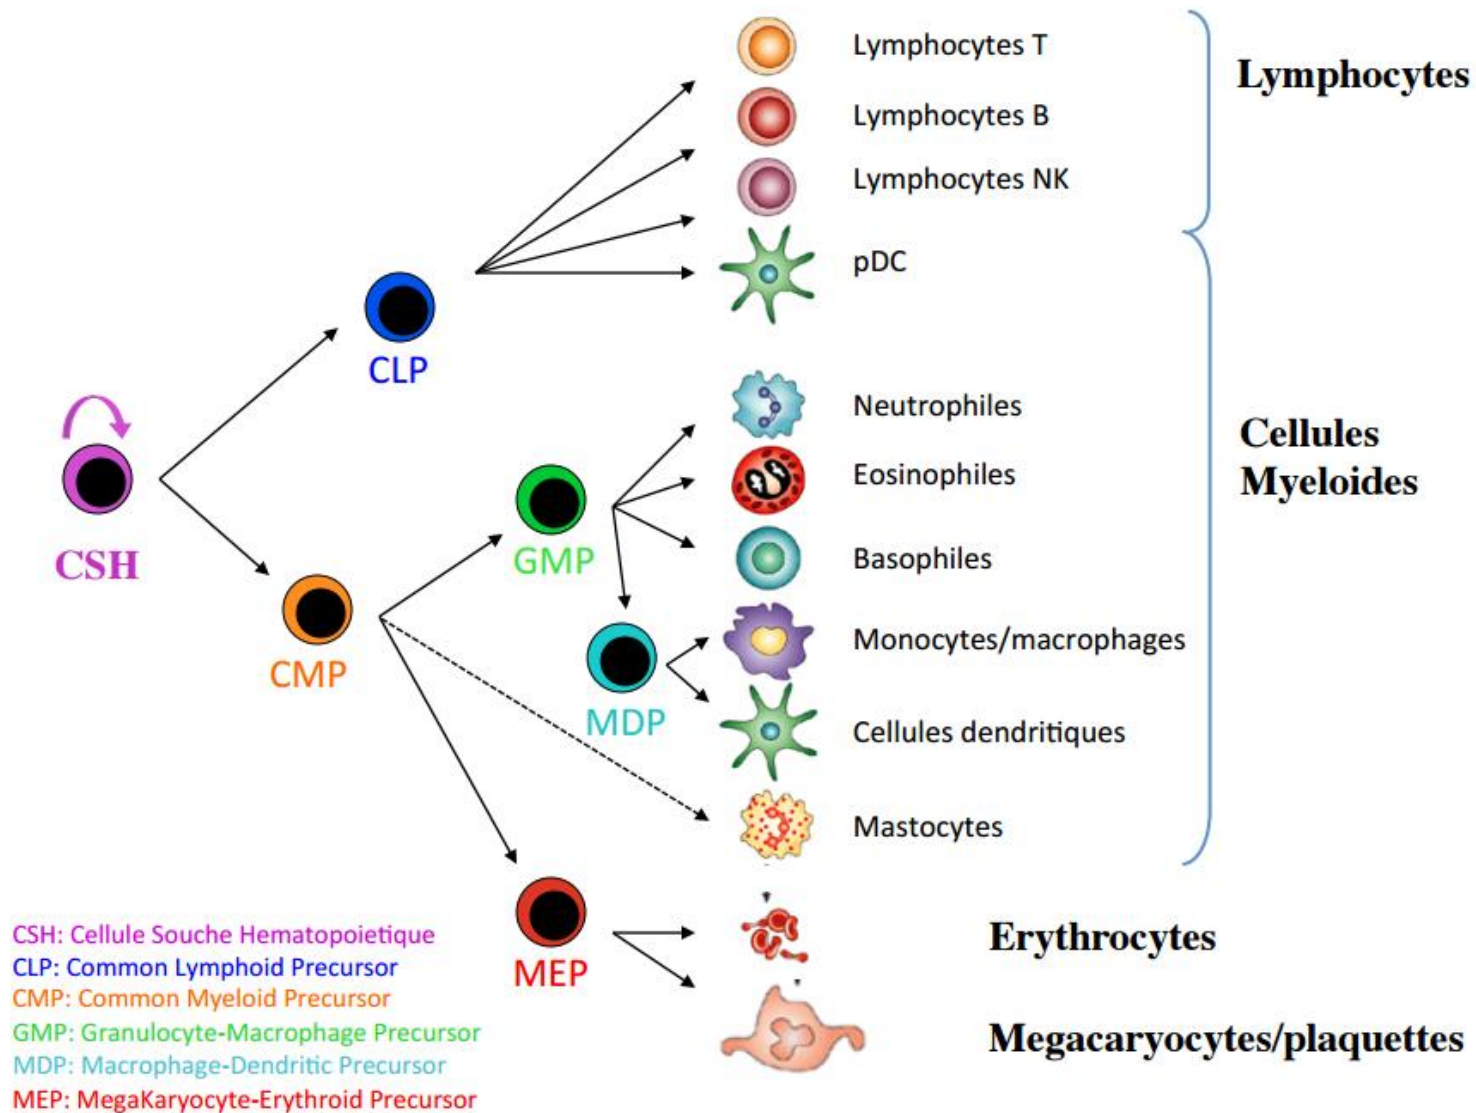 Lymphocytes T
Lymphocytes B
Lymphocytes NK
pDC
Lymphocytes
CLP
CSH
Neutrophiles
Eosinophiles
Basophiles
Monocytes/macrophages
Cellules dendritiques
Mastocytes
Cellules
Myeloides
GMP
CMP
MDP
MEP
Erythrocytes
Megacaryocytes/plaquettes
CSH: Cellule Souche Hematopoietique
CLP: Common Lymphoid Precursor
CMP: Common Myeloid Precursor
GMP: Granulocyte-Macrophage Precursor
MDP: Macrophage-Dendritic Precursor
MEP: MegaKaryocyte-Erythroid Precursor